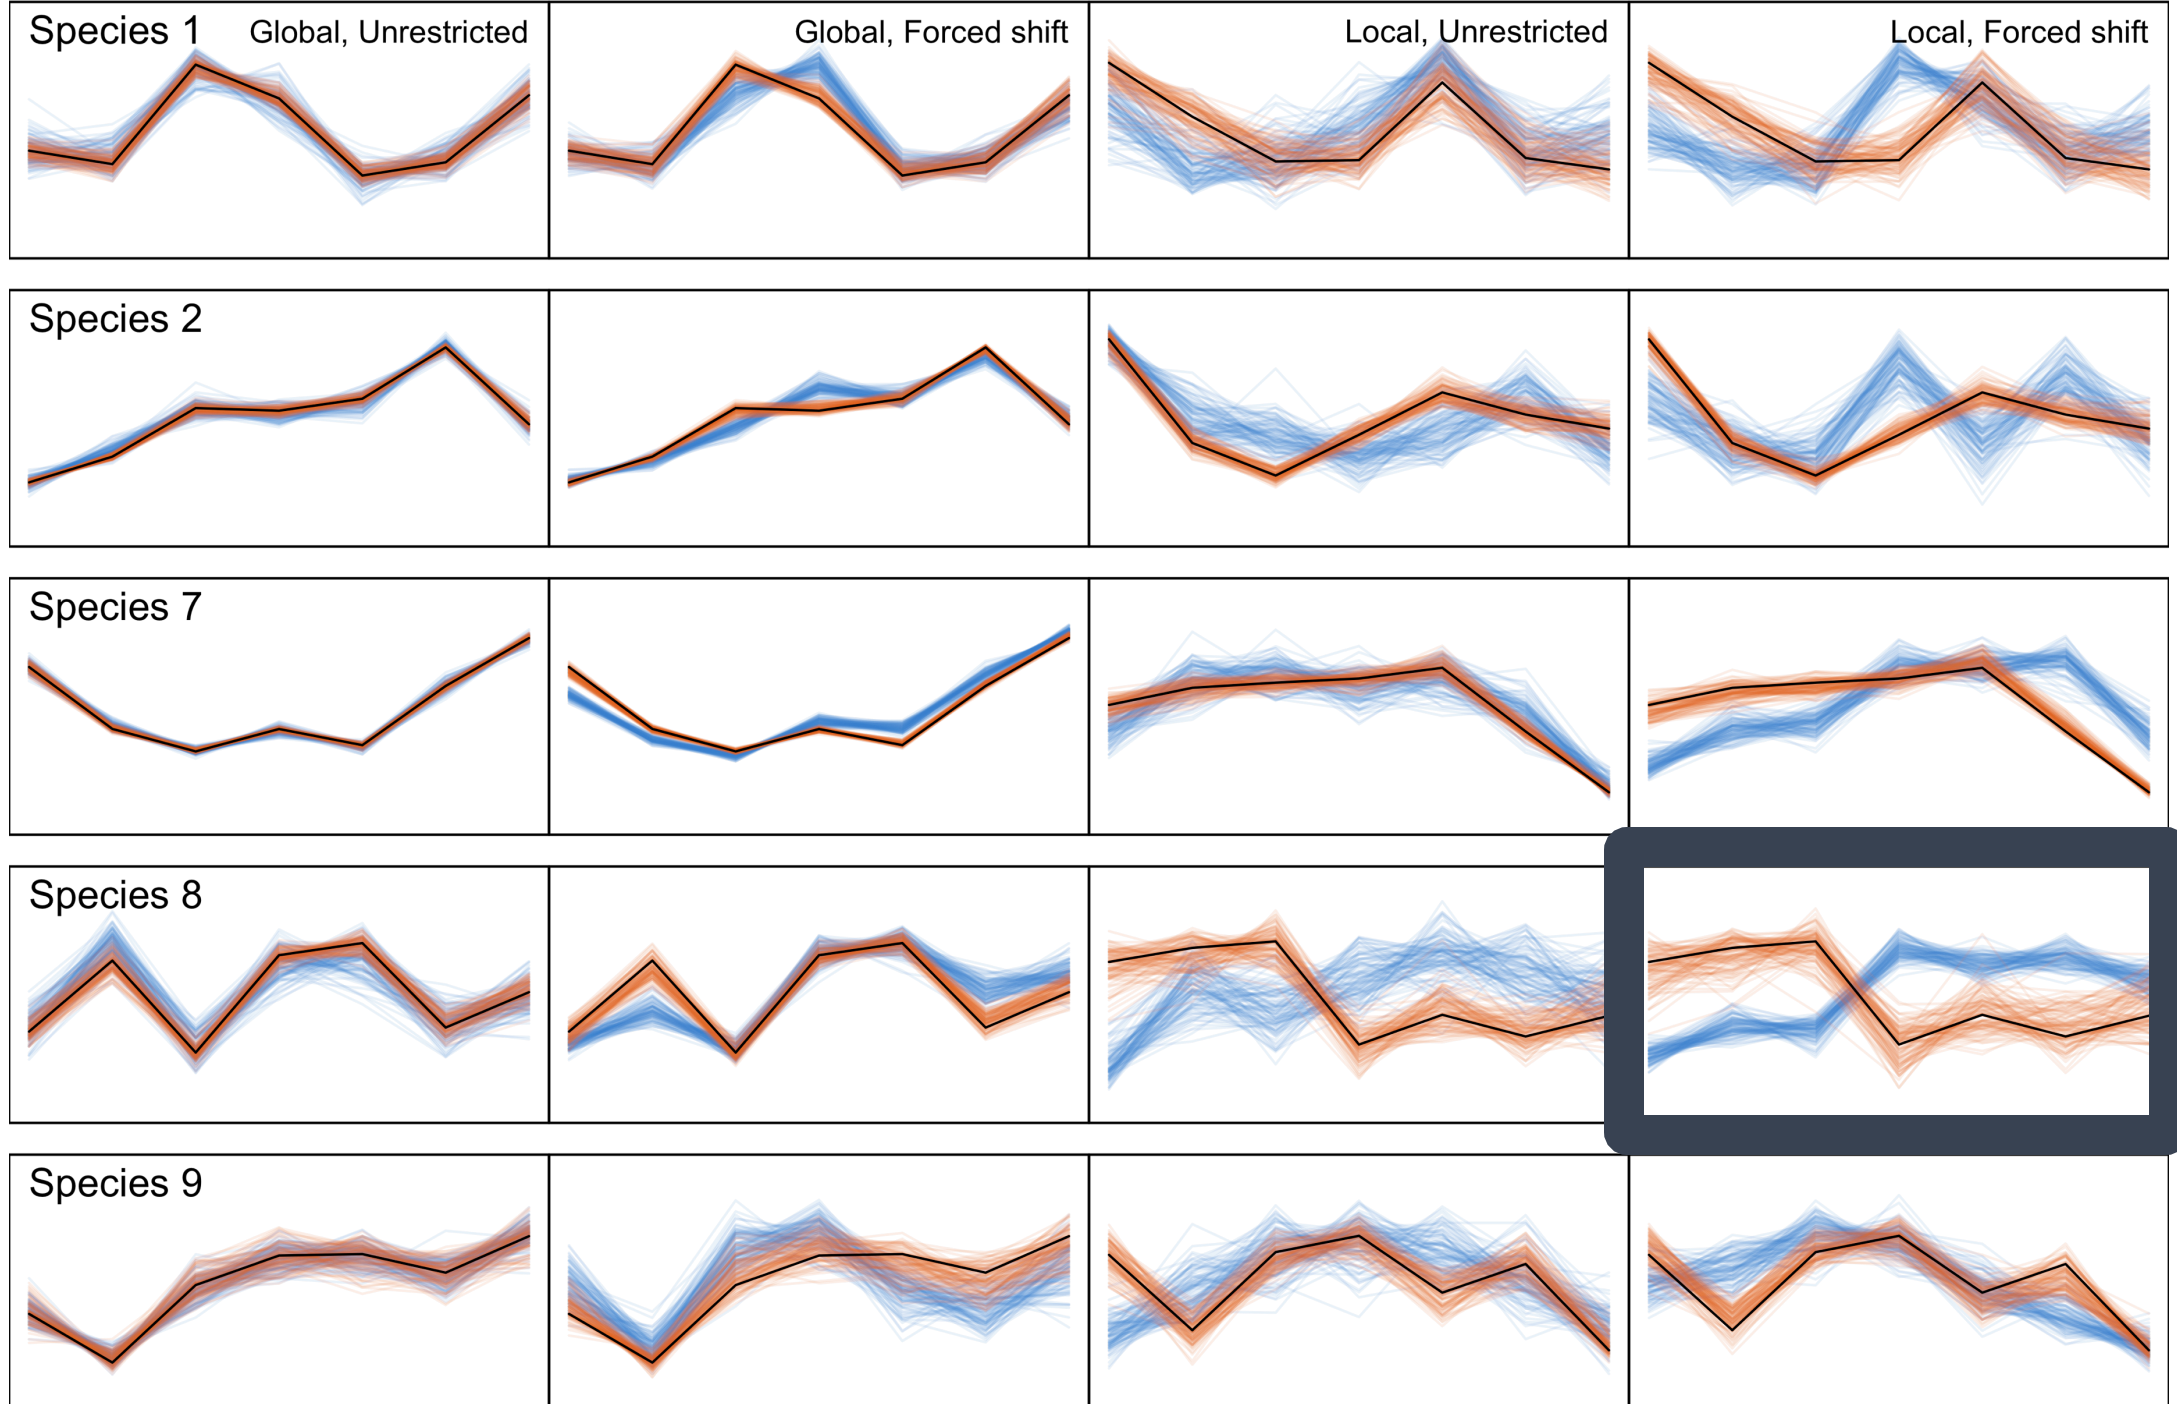 Species 1
Global, Unrestricted
Global, Forced shift
Local, Unrestricted
Local, Forced shift
Species 2
Species 7
Species 8
Species 9